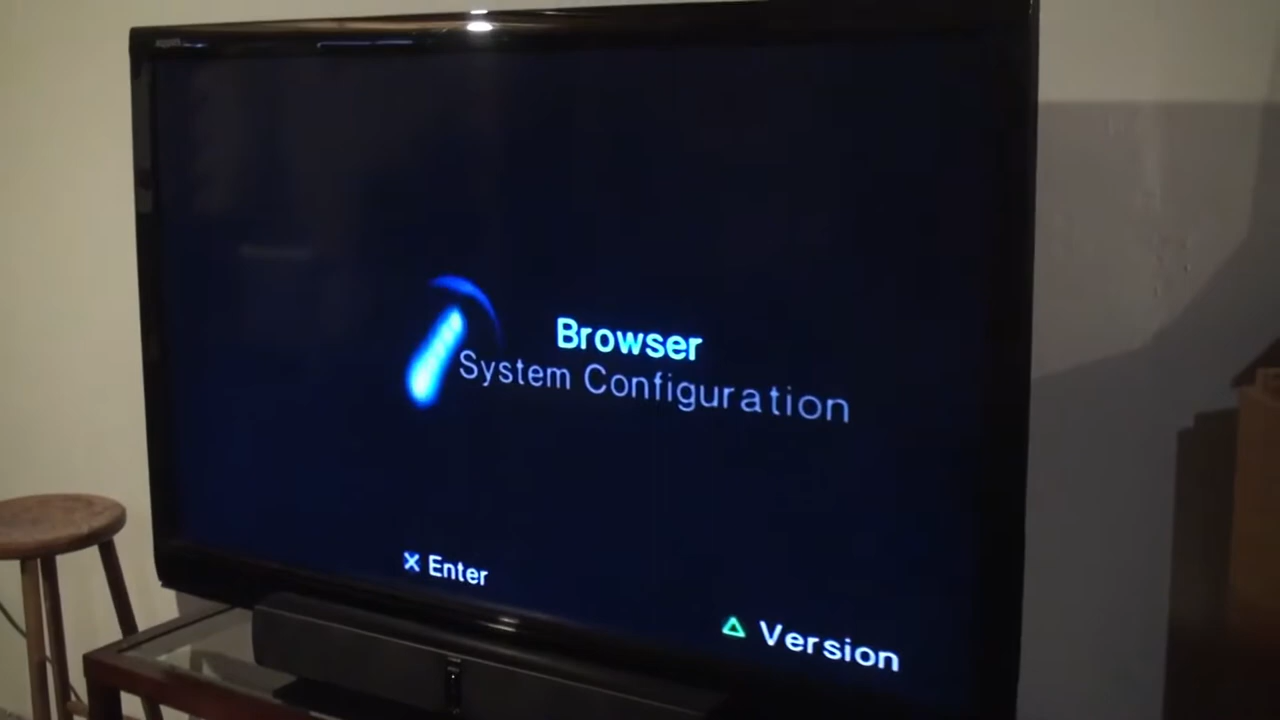 Browser
System Configuration
✕ Enter
△ Version